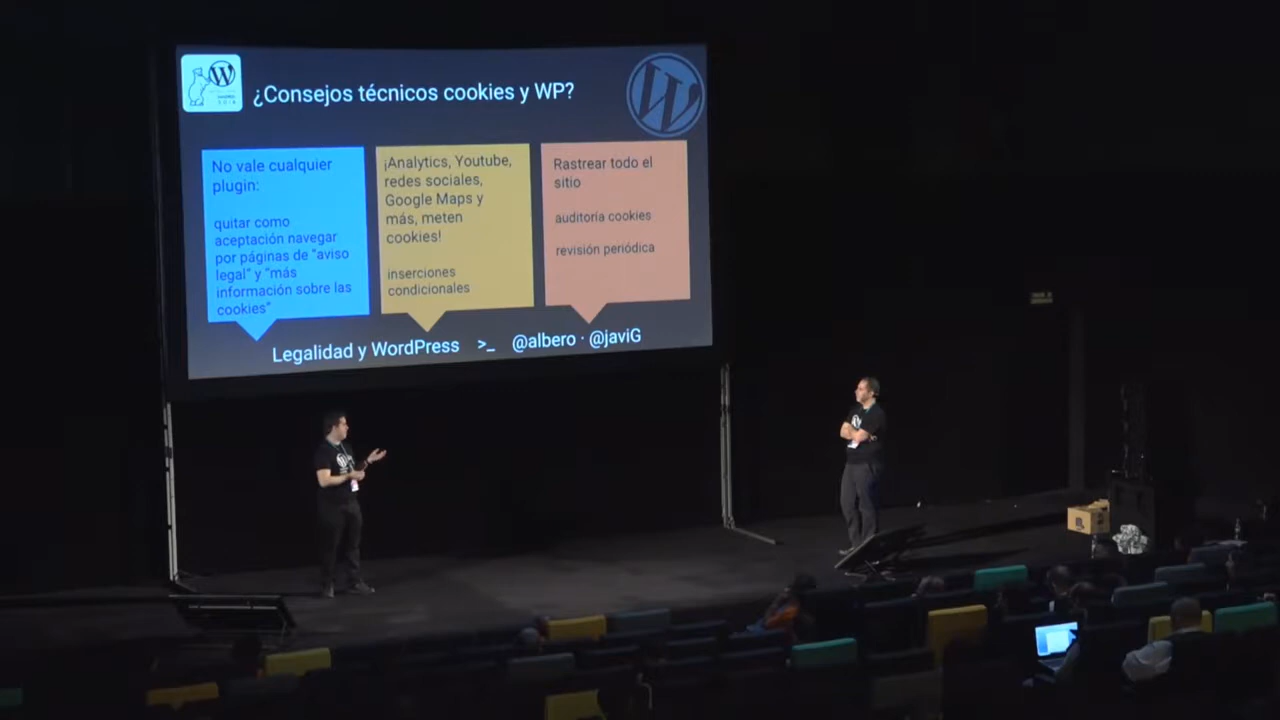 ¿Consejos técnicos cookies y WP?
No vale cualquier
plugin:
quitar como
aceptación navegar
por páginas de "aviso
legal" y "más
información sobre las
cookies"
¡Analytics, Youtube,
redes sociales,
Google Maps y
más, meten
cookies!
inserciones
condicionales
Rastrear todo el
sitio
auditoría cookies
revisión periódica
Legalidad y WordPress >_ @albero · @javiG